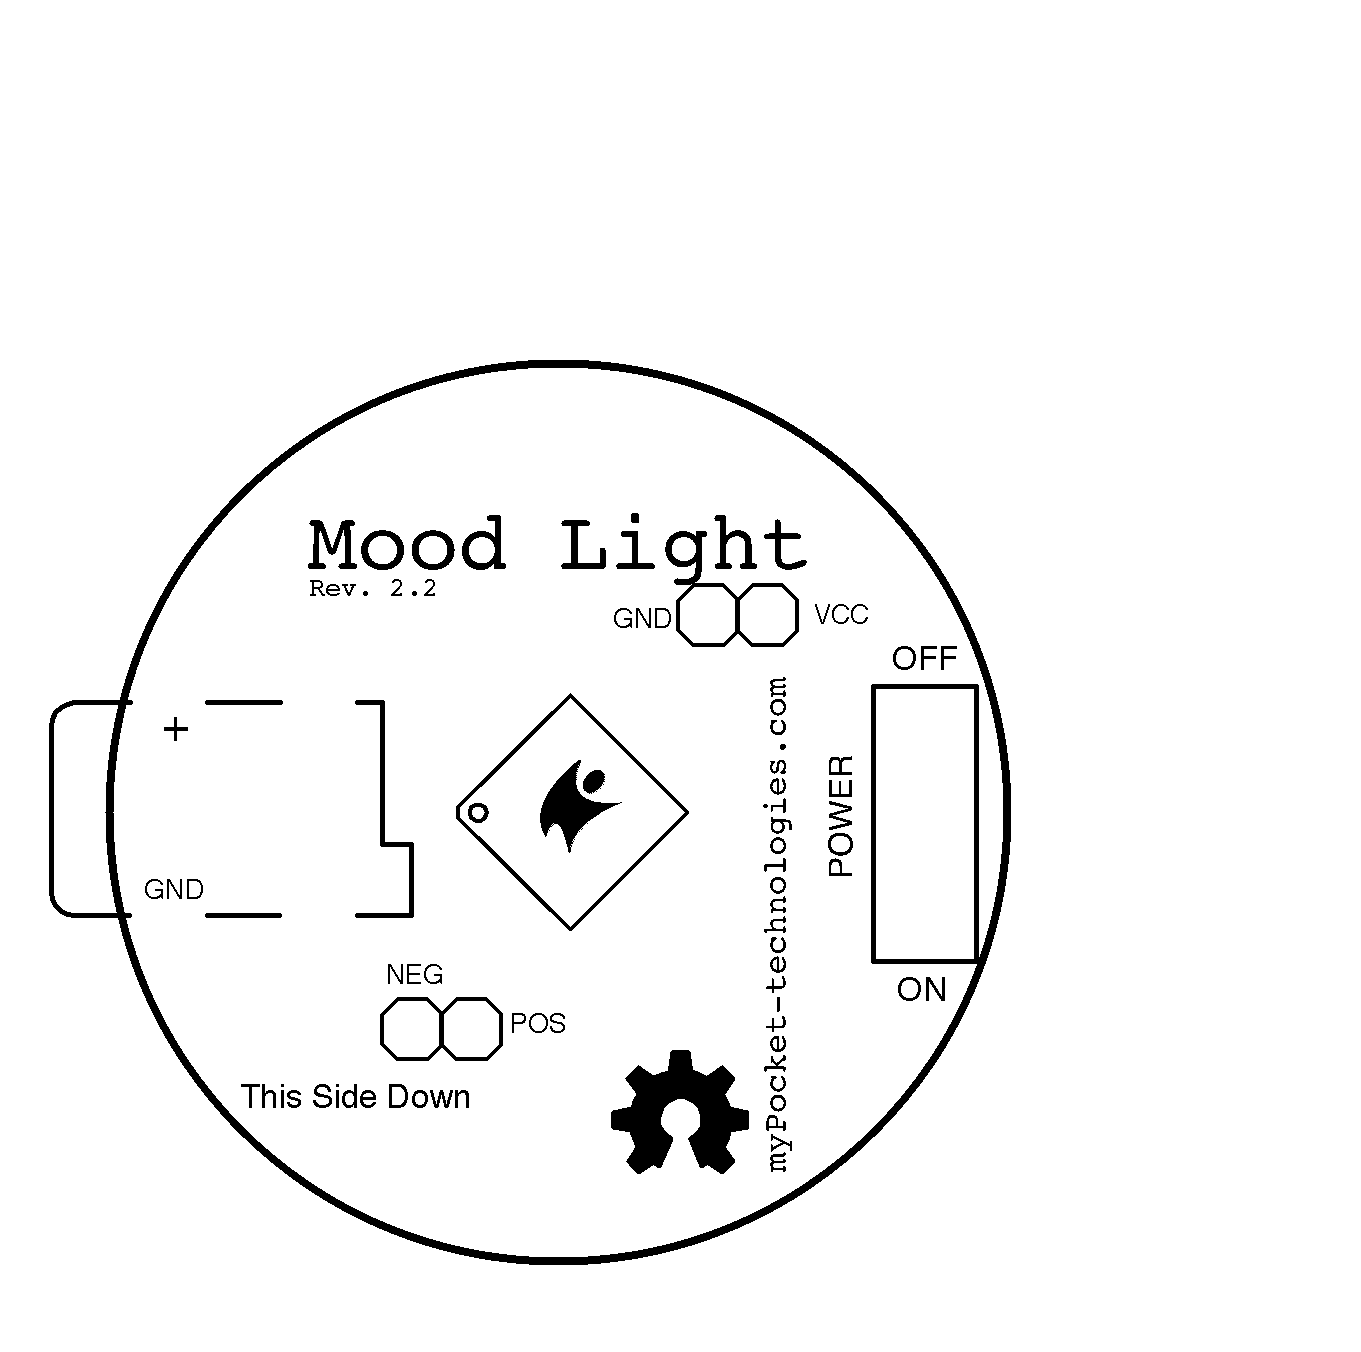 Mood Light
Rev. 2.2
GND
VCC
OFF
+
POWER
myPocket-technologies.com
GND
NEG
POS
ON
This Side Down